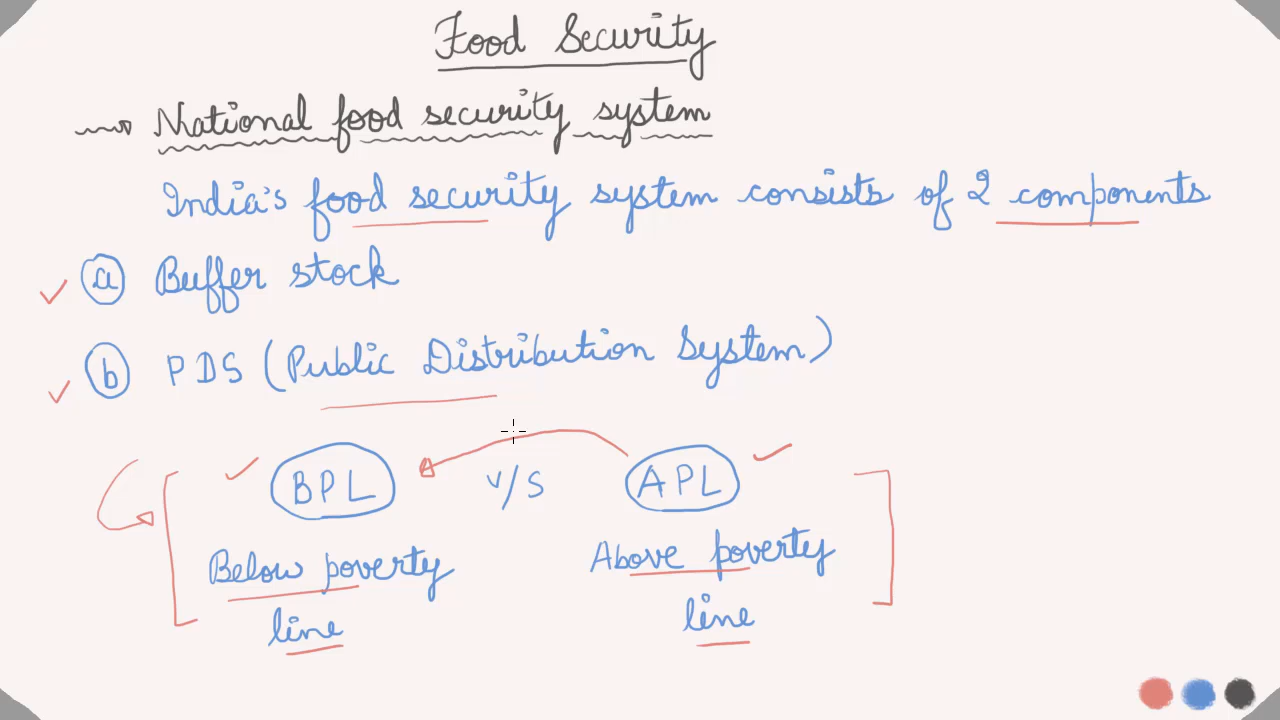 Food Security
National food security system
India's food security system consists of 2 components
a Buffer stock
b PDS (Public Distribution System)
BPL v/s APL
Below poverty line
Above poverty line